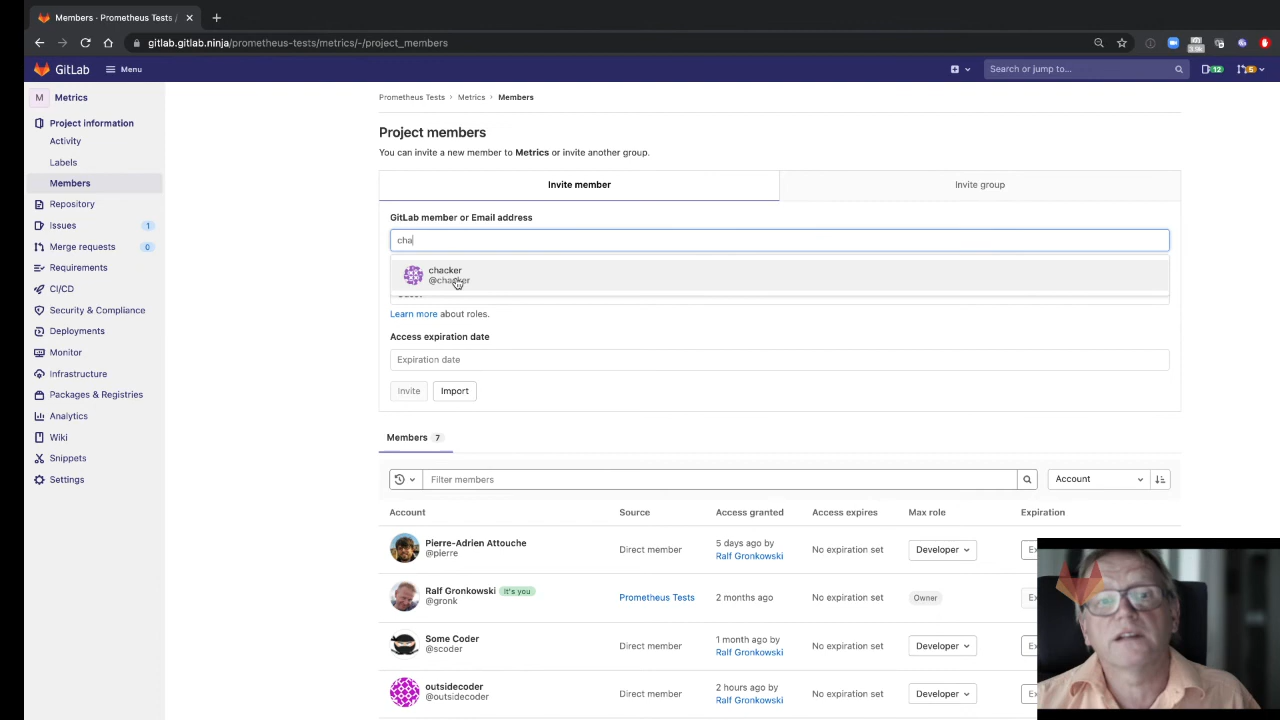 Members · Prometheus Tests /
gitlab.gitlab.ninja/prometheus-tests/metrics/-/project_members
GitLab
Menu
Search or jump to...
12
5
M
Metrics
Project information
Activity
Labels
Members
Repository
Issues
1
Merge requests
0
Requirements
CI/CD
Security & Compliance
Deployments
Monitor
Infrastructure
Packages & Registries
Analytics
Wiki
Snippets
Settings
Prometheus Tests > Metrics > Members
Project members
You can invite a new member to Metrics or invite another group.
Invite member
Invite group
GitLab member or Email address
cha
chacker
@chacker
Learn more about roles.
Access expiration date
Expiration date
Invite
Import
Members 7
Filter members
Account
Account Source Access granted Access expires Max role Expiration
Pierre-Adrien Attouche
@pierre
Direct member
5 days ago by
Ralf Gronkowski
No expiration set
Developer
Ex
Ralf Gronkowski It's you
@gronk
Prometheus Tests
2 months ago
No expiration set
Owner
Ex
Some Coder
@scoder
Direct member
1 month ago by
Ralf Gronkowski
No expiration set
Developer
Ex
outsidecoder
@outsidecoder
Direct member
2 hours ago by
Ralf Gronkowski
No expiration set
Developer
Ex